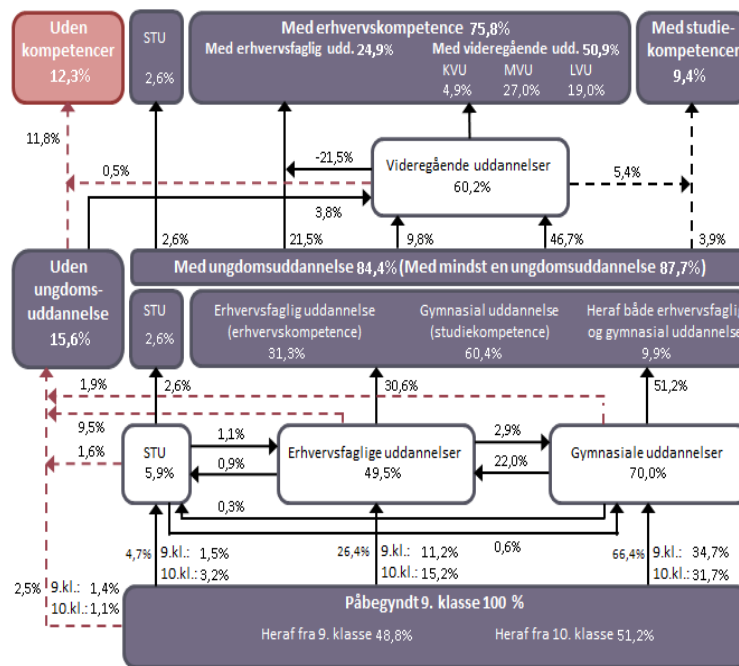 Uden
kompetencer
12,3%
STU
2,6%
Med erhvervskompetence 75,8%
Med erhvervsfaglig udd. 24,9%
Med videregående udd. 50,9%
KVU
MVU
LVU
4,9%
27,0%
19,0%
Med studie-
kompetencer
9,4%
11,8%
0,5%
-21,5%
Videregående uddannelser
60,2%
5,4%
3,8%
2,6%
21,5%
9,8%
46,7%
3,9%
Uden
ungdoms-
uddannelse
15,6%
Med ungdomsuddannelse 84,4% (Med mindst en ungdomsuddannelse 87,7%)
STU
2,6%
Erhvervsfaglig uddannelse
(erhvervskompetence)
31,3%
Gymnasial uddannelse
(studiekompetence)
60,4%
Heraf både erhvervsfaglig
og gymnasial uddannelse
9,9%
1,9%
2,6%
30,6%
51,2%
9,5%
1,6%
STU
5,9%
1,1%
0,9%
Erhvervsfaglige uddannelser
49,5%
2,9%
22,0%
Gymnasiale uddannelser
70,0%
0,3%
0,6%
4,7%
9.kl.: 1,5%
10.kl.: 3,2%
26,4%
9.kl.: 11,2%
10.kl.: 15,2%
66,4%
9.kl.: 34,7%
10.kl.: 31,7%
2,5%
9.kl.: 1,4%
10.kl.: 1,1%
Påbegyndt 9. klasse 100 %
Heraf fra 9. klasse 48,8%
Heraf fra 10. klasse 51,2%